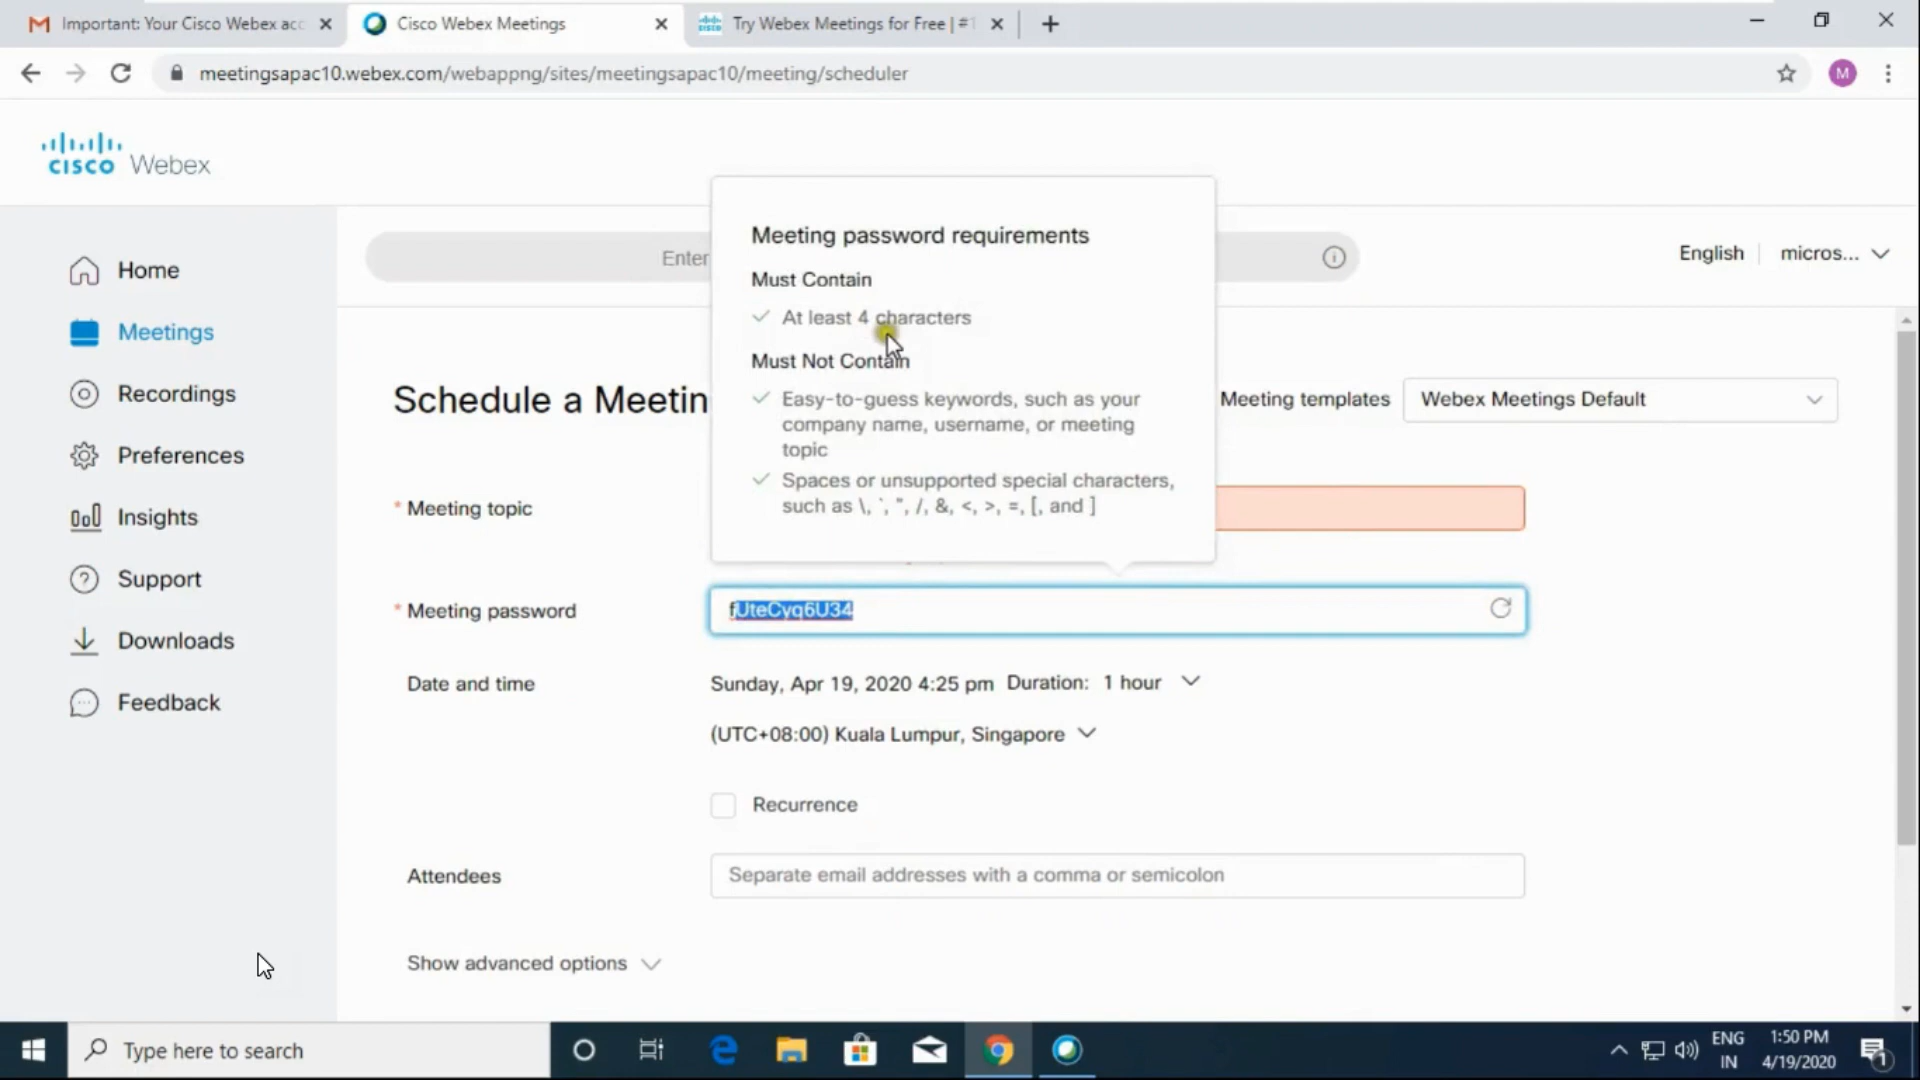 Important: Your Cisco Webex acc
Cisco Webex Meetings
Try Webex Meetings for Free | #1
meetingsapac10.webex.com/webappng/sites/meetingsapac10/meeting/scheduler
M
CISCO Webex
Home
Meetings
Recordings
Preferences
Insights
Support
Downloads
Feedback
Enter
English
micros...
Meeting password requirements
Must Contain
At least 4 characters
Must Not Contain
Easy-to-guess keywords, such as your
company name, username, or meeting
topic
Spaces or unsupported special characters,
such as \, `, ", /, &, <, >, =, [, and ]
Schedule a Meetin
Meeting templates
Webex Meetings Default
* Meeting topic
* Meeting password
fUteCyq6U34
Date and time
Sunday, Apr 19, 2020 4:25 pm Duration: 1 hour
(UTC+08:00) Kuala Lumpur, Singapore
Recurrence
Attendees
Separate email addresses with a comma or semicolon
Show advanced options
Type here to search
ENG
IN
1:50 PM
4/19/2020
1